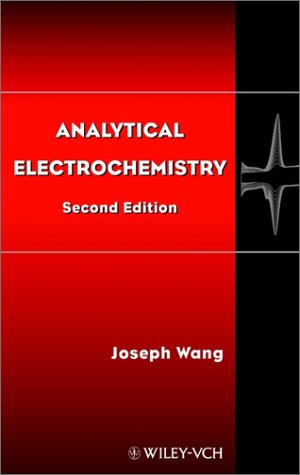 ANALYTICAL
ELECTROCHEMISTRY
Second Edition
Joseph Wang
WILEY-VCH